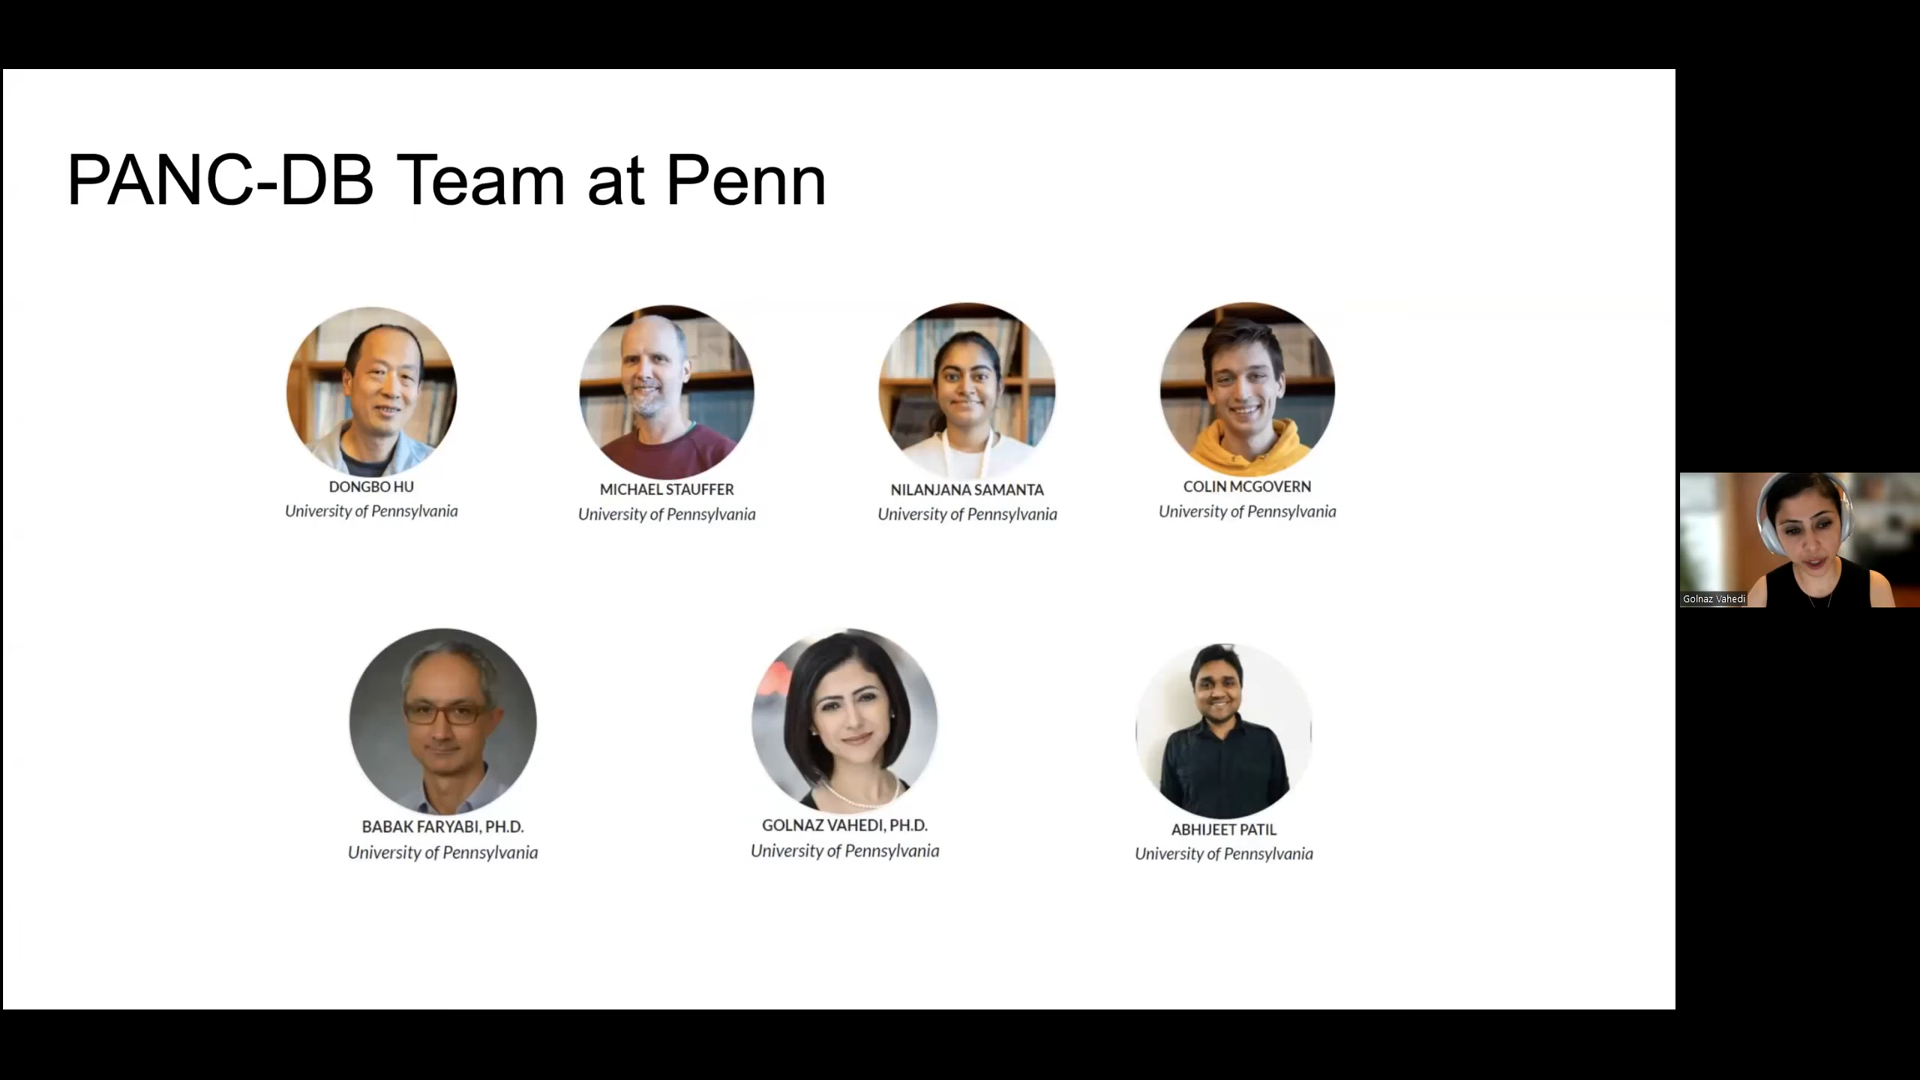 PANC-DB Team at Penn
DONGBO HU
University of Pennsylvania
MICHAEL STAUFFER
University of Pennsylvania
NILANJANA SAMANTA
University of Pennsylvania
COLIN MCGOVERN
University of Pennsylvania
BABAK FARYABI, PH.D.
University of Pennsylvania
GOLNAZ VAHEDI, PH.D.
University of Pennsylvania
ABHIJEET PATIL
University of Pennsylvania
Golnaz Vahedi